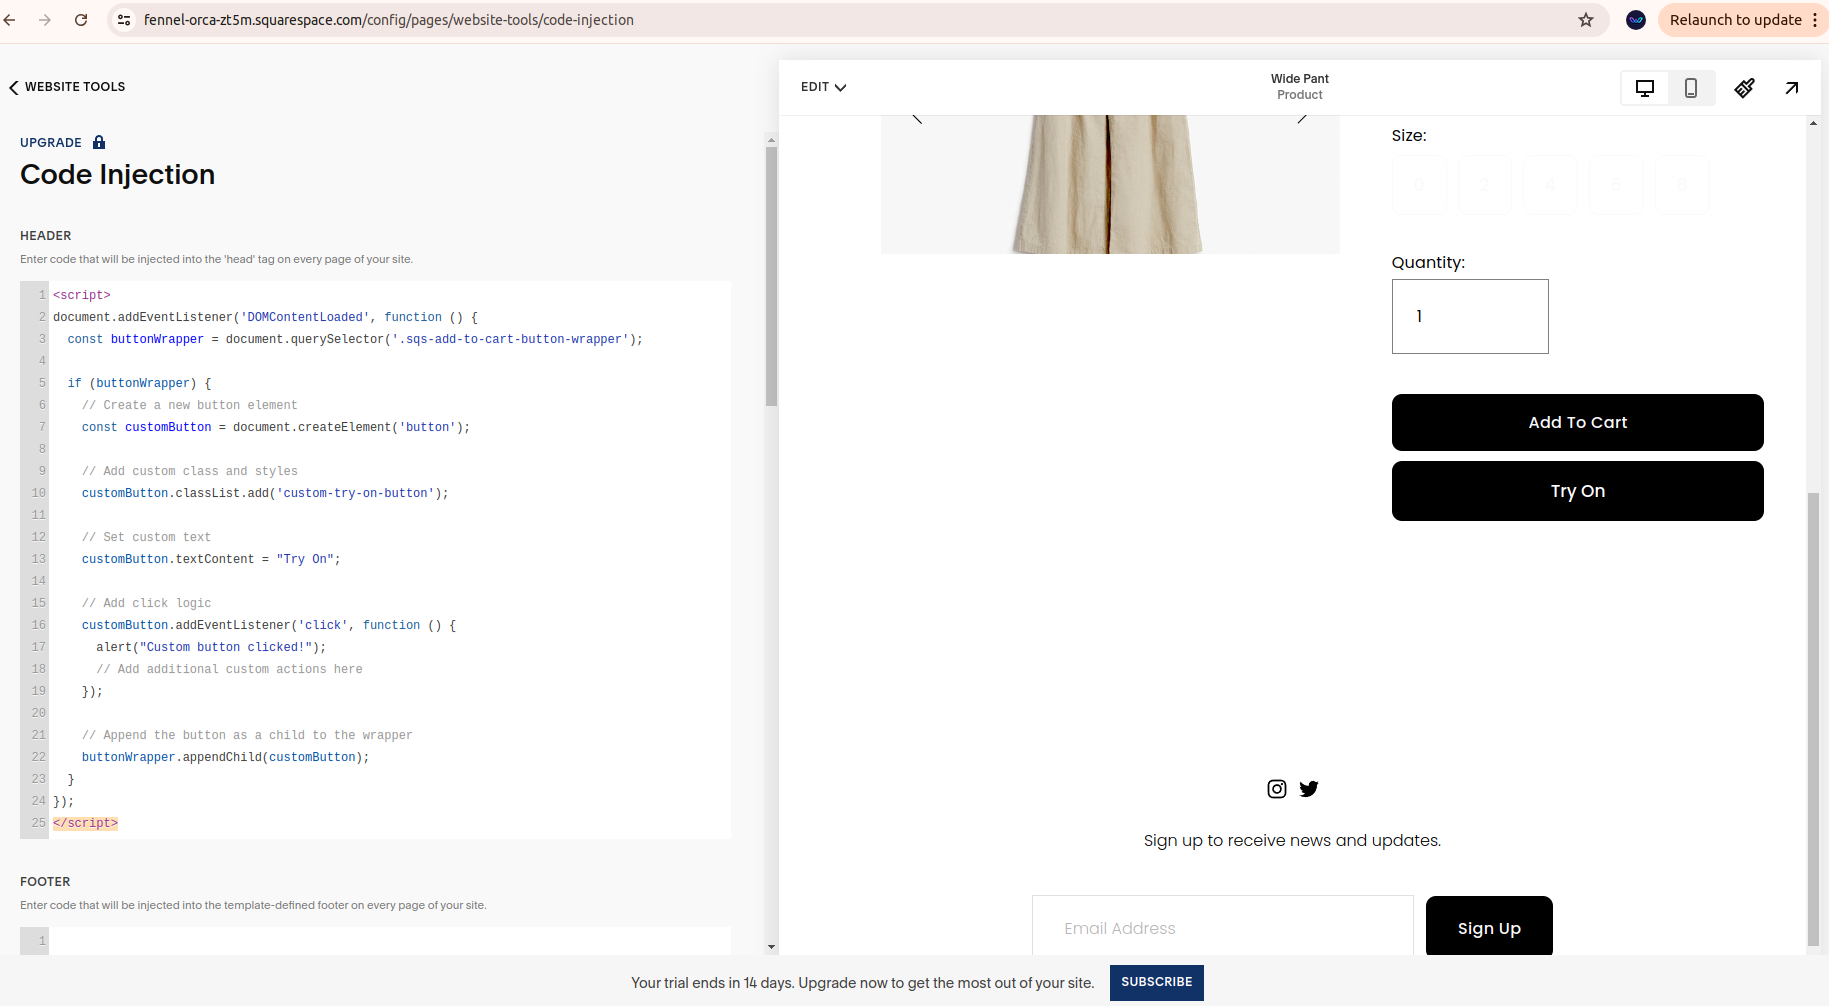 fennel-orca-zt5m.squarespace.com/config/pages/website-tools/code-injection
Relaunch to update
WEBSITE TOOLS
UPGRADE
Code Injection
HEADER
Enter code that will be injected into the 'head' tag on every page of your site.
1 <script>
2 document.addEventListener('DOMContentLoaded', function () {
3   const buttonWrapper = document.querySelector('.sqs-add-to-cart-button-wrapper');
4
5   if (buttonWrapper) {
6     // Create a new button element
7     const customButton = document.createElement('button');
8
9     // Add custom class and styles
10     customButton.classList.add('custom-try-on-button');
11
12     // Set custom text
13     customButton.textContent = "Try On";
14
15     // Add click logic
16     customButton.addEventListener('click', function () {
17       alert("Custom button clicked!");
18       // Add additional custom actions here
19     });
20
21     // Append the button as a child to the wrapper
22     buttonWrapper.appendChild(customButton);
23   }
24 });
25 </script>
FOOTER
Enter code that will be injected into the template-defined footer on every page of your site.
1
EDIT
Wide Pant
Product
Size:
0 2 4 6 8
Quantity:
1
Add To Cart
Try On
Sign up to receive news and updates.
Email Address
Sign Up
Your trial ends in 14 days. Upgrade now to get the most out of your site.
SUBSCRIBE